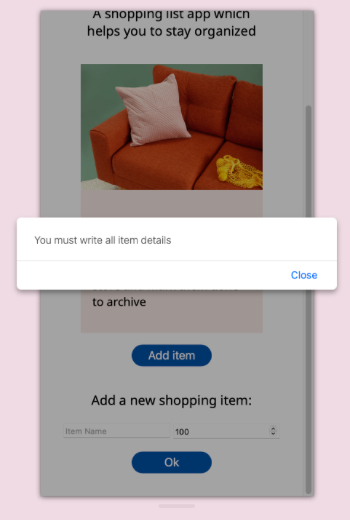 A shopping list app which
helps you to stay organized
You must write all item details
Close
to archive
Add item
Add a new shopping item:
Item Name
100
Ok